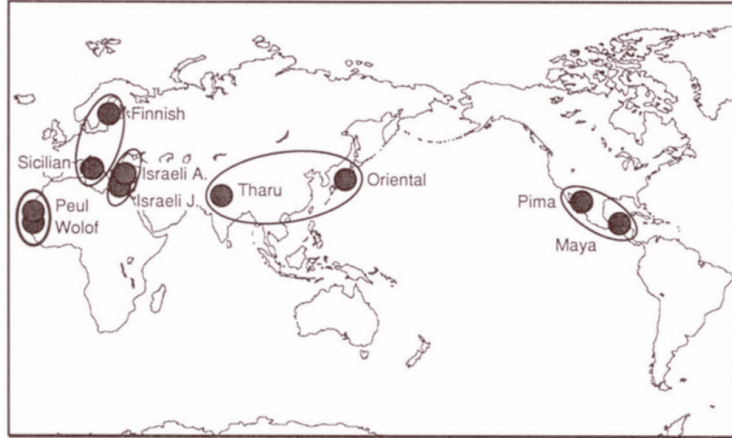 Finnish
Sicilian
Israeli A.
Israeli J.
Tharu
Oriental
Peul
Wolof
Pima
Maya